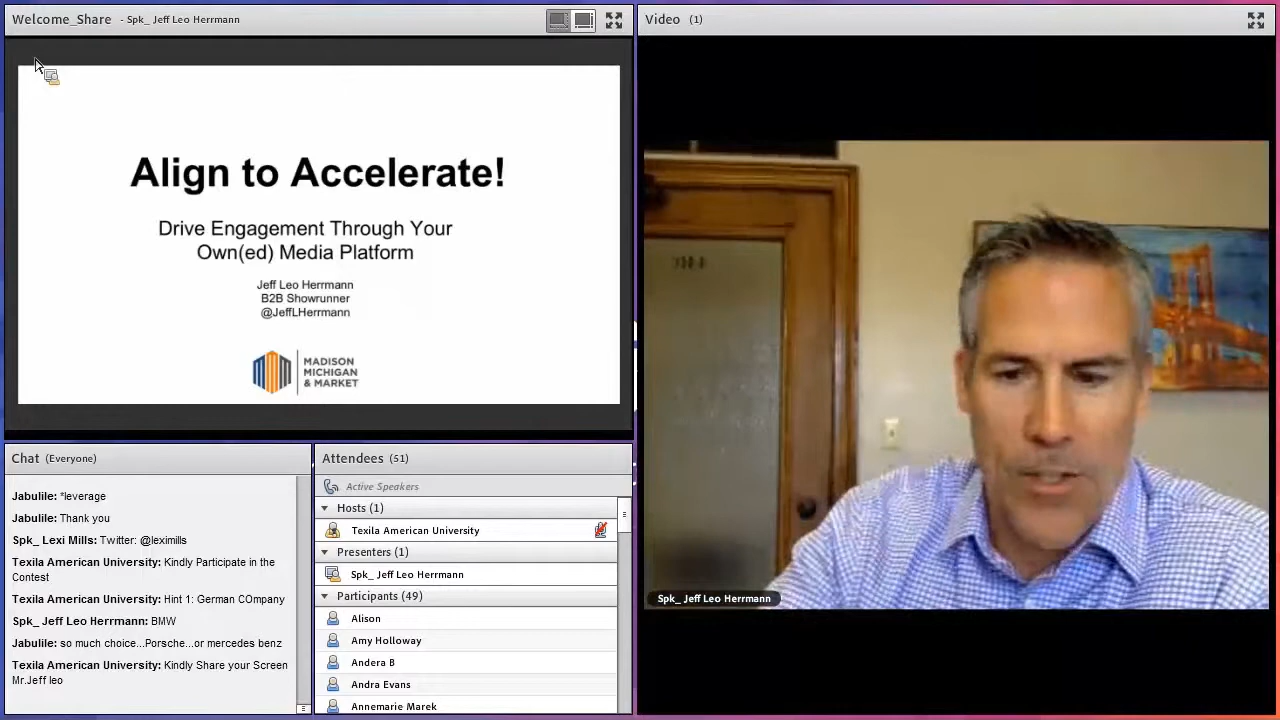 Welcome_Share - Spk_ Jeff Leo Herrmann
Align to Accelerate!
Drive Engagement Through Your
Own(ed) Media Platform
Jeff Leo Herrmann
B2B Showrunner
@JeffLHerrmann
MADISON
MICHIGAN
& MARKET
Chat (Everyone)
Jabulile: *leverage
Jabulile: Thank you
Spk_ Lexi Mills: Twitter: @leximills
Texila American University: Kindly Participate in the
Contest
Texila American University: Hint 1: German COmpany
Spk_ Jeff Leo Herrmann: BMW
Jabulile: so much choice...Porsche...or mercedes benz
Texila American University: Kindly Share your Screen
Mr.Jeff leo
Attendees (51)
Active Speakers
Hosts (1)
Texila American University
Presenters (1)
Spk_ Jeff Leo Herrmann
Participants (49)
Alison
Amy Holloway
Andera B
Andra Evans
Annemarie Marek
Video (1)
Spk_ Jeff Leo Herrmann